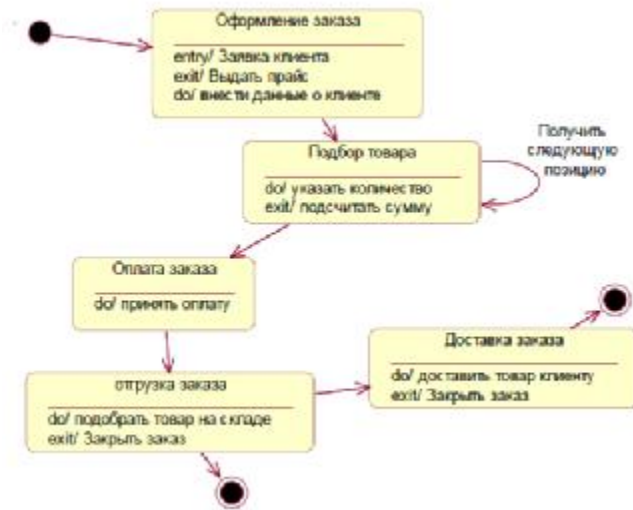 Оформление заказа
entry/ Заявка клиента
exit/ Выдать прайс
do/ внести данные о клиенте
Подбор товара
do/ указать количество
exit/ подсчитать сумму
Получить
следующую
позицию
Оплата заказа
do/ принять оплату
отгрузка заказа
do/ подобрать товар на складе
exit/ Закрыть заказ
Доставка заказа
do/ доставить товар клиенту
exit/ Закрыть заказ